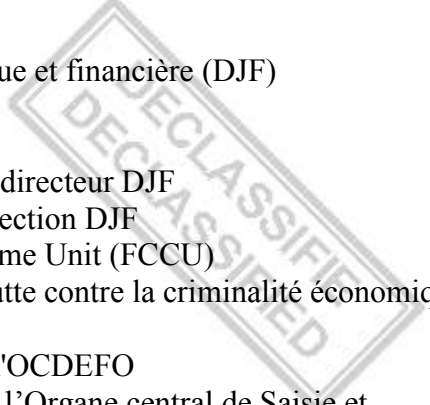 ue et financière (DJF)
DECLASSIFIE
DECLASSIFIED
directeur DJF
ection DJF
me Unit (FCCU)
utte contre la criminalité économiq
'OCDEFO
l’Organe central de Saisie et